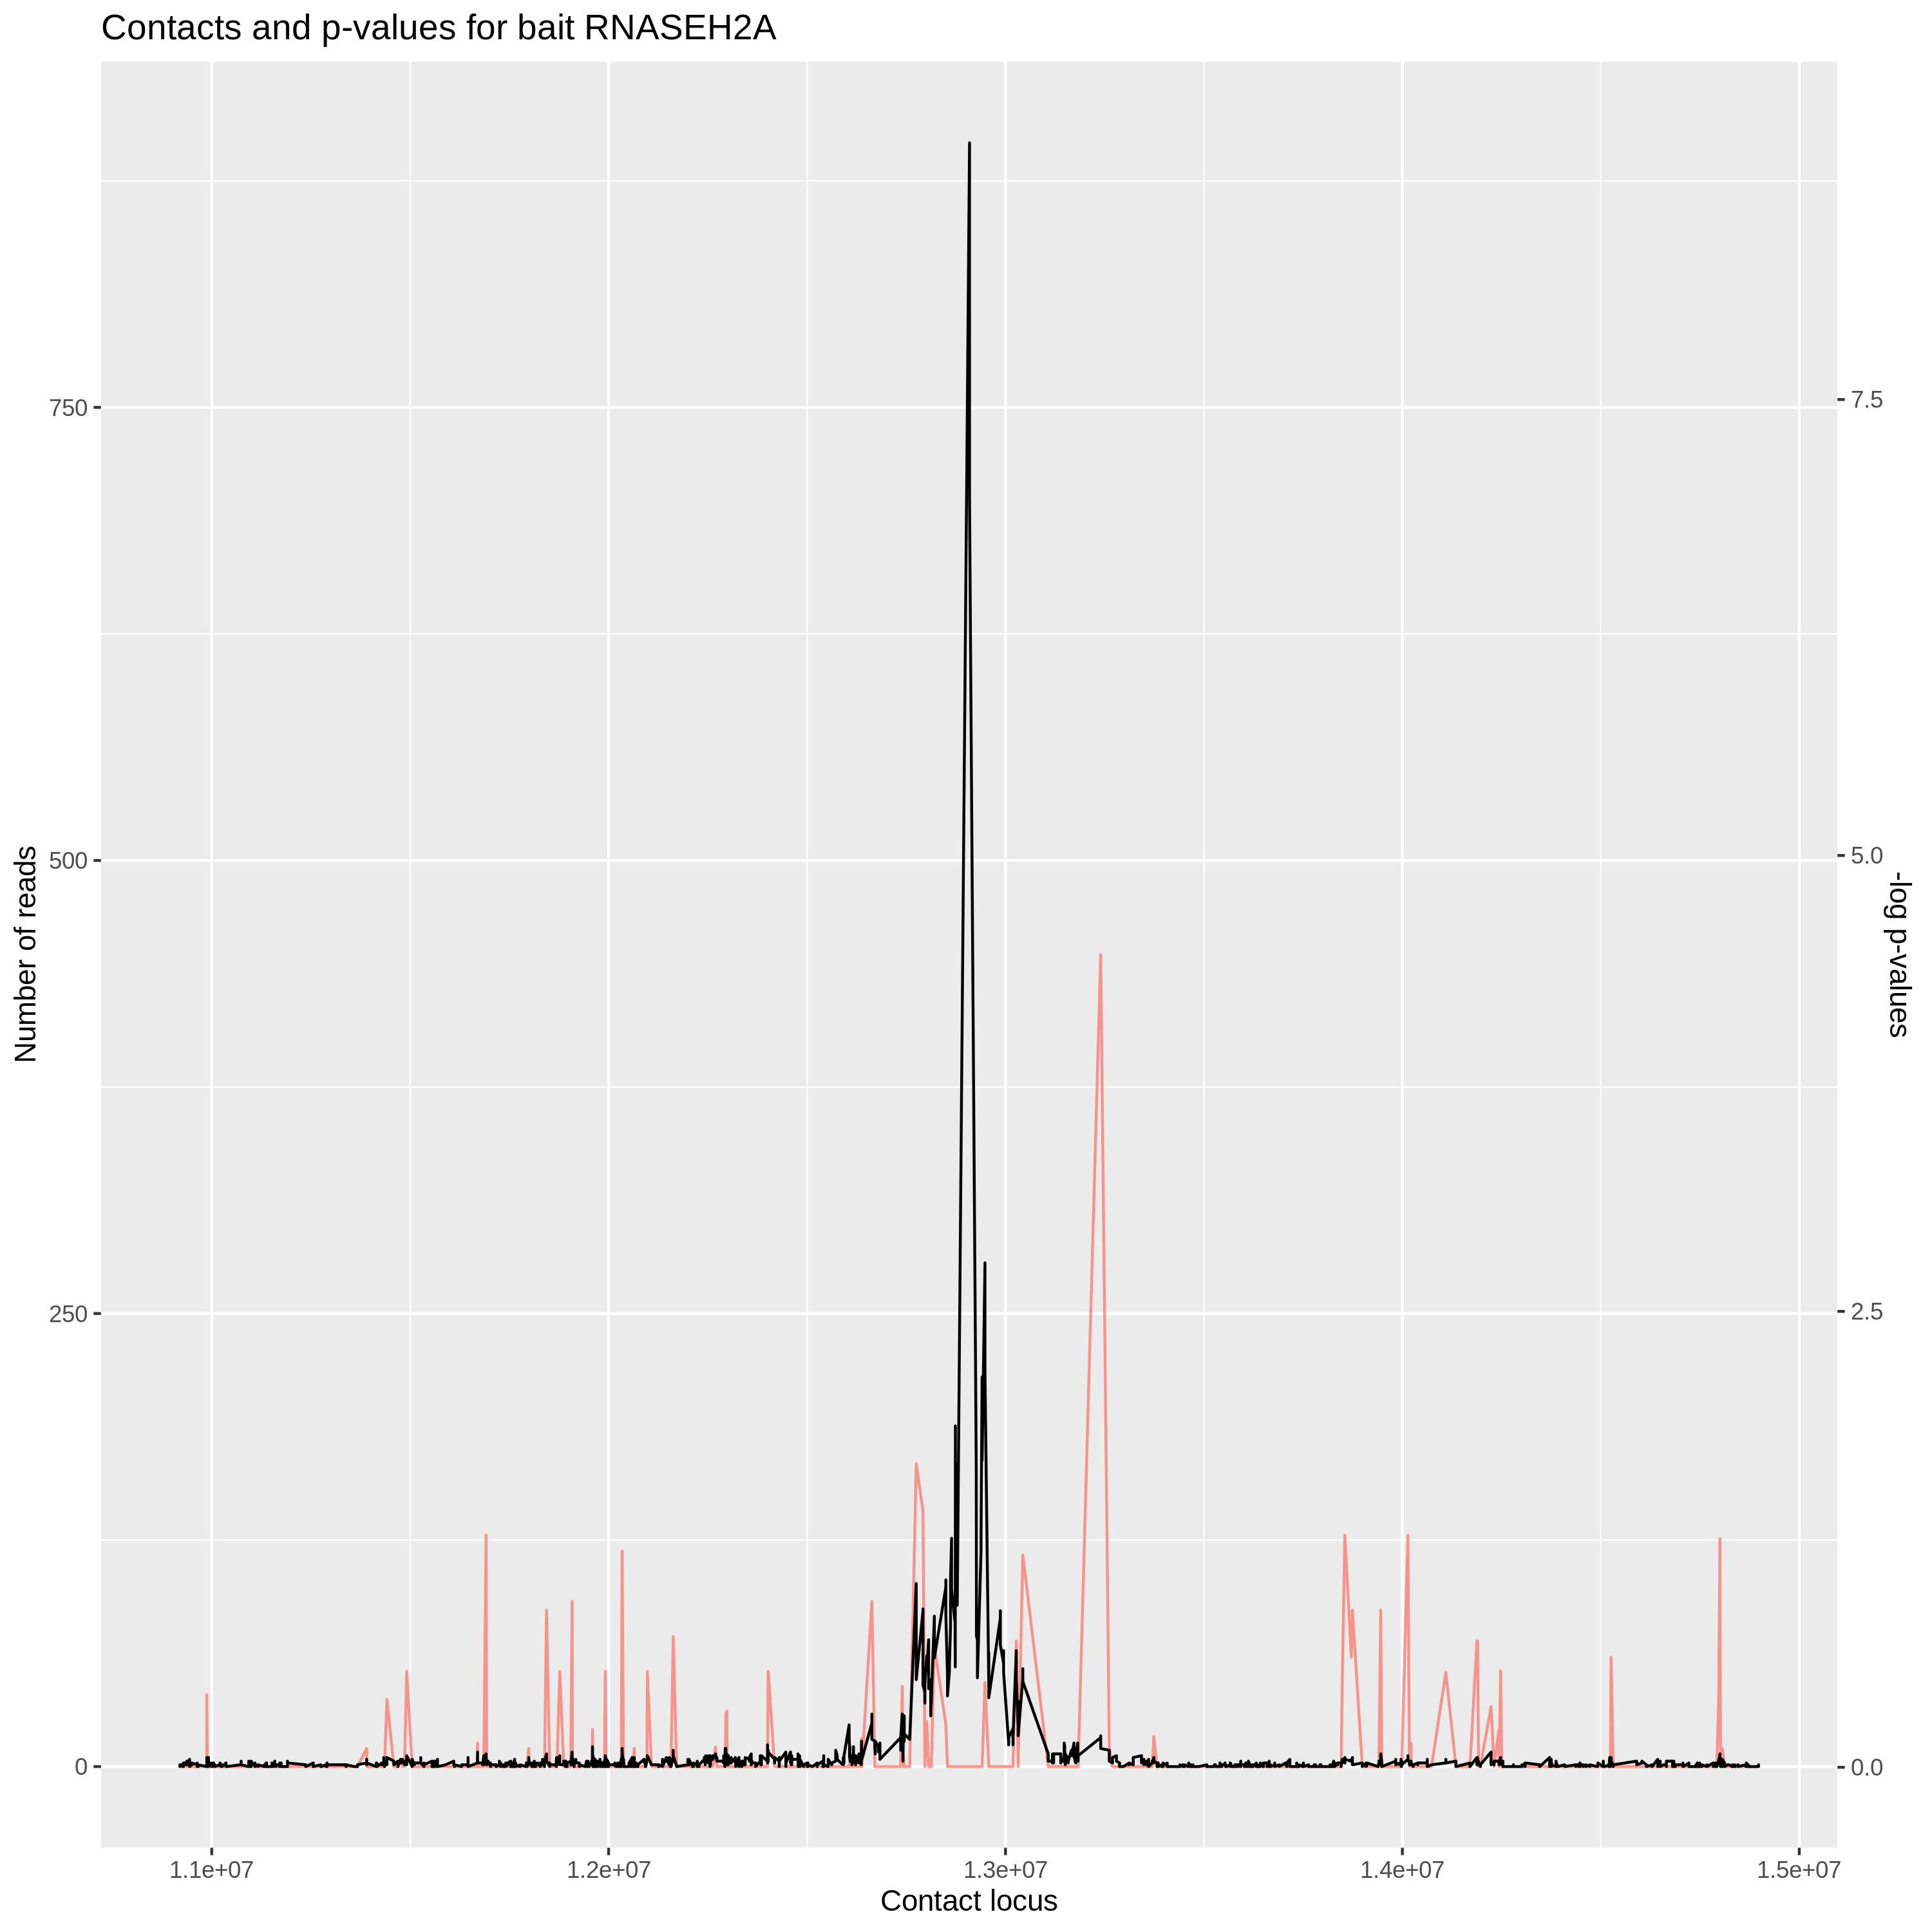 Contacts and p-values for bait RNASEH2A
750
500
250
0
Number of reads
7.5
5.0
2.5
0.0
-log p-values
1.1e+07 1.2e+07 1.3e+07 1.4e+07 1.5e+07
Contact locus